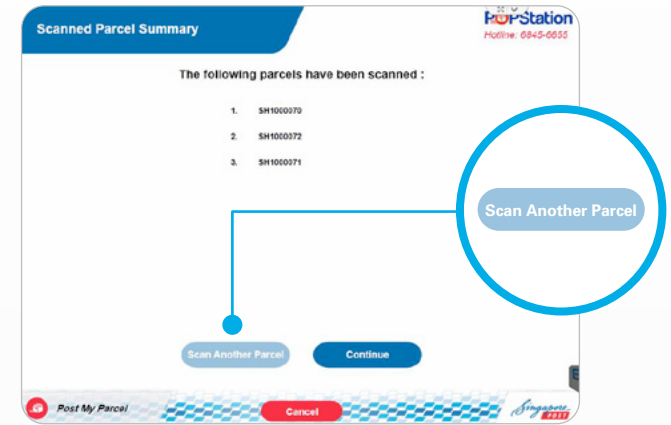 Scanned Parcel Summary
POPStation
Hotline: 6845-6655
The following parcels have been scanned :
1. SH1000070
2. SH1000072
3. SH1000071
Scan Another Parcel
Scan Another Parcel
Continue
Post My Parcel
Cancel
Singapore
POST